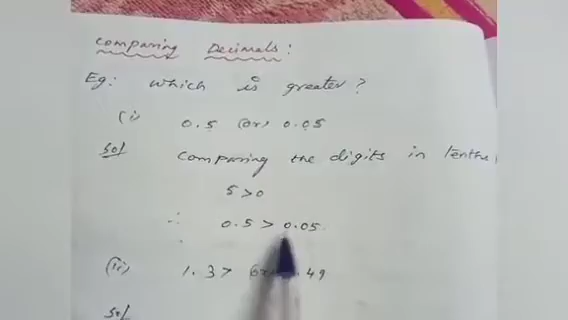 Comparing Decimals:
Eg: which is greater?
(i) 0.5 (or) 0.05
Sol Comparing the digits in tenths,
5 > 0
∴ 0.5 > 0.05
(ii) 1.3 > 49
Sol